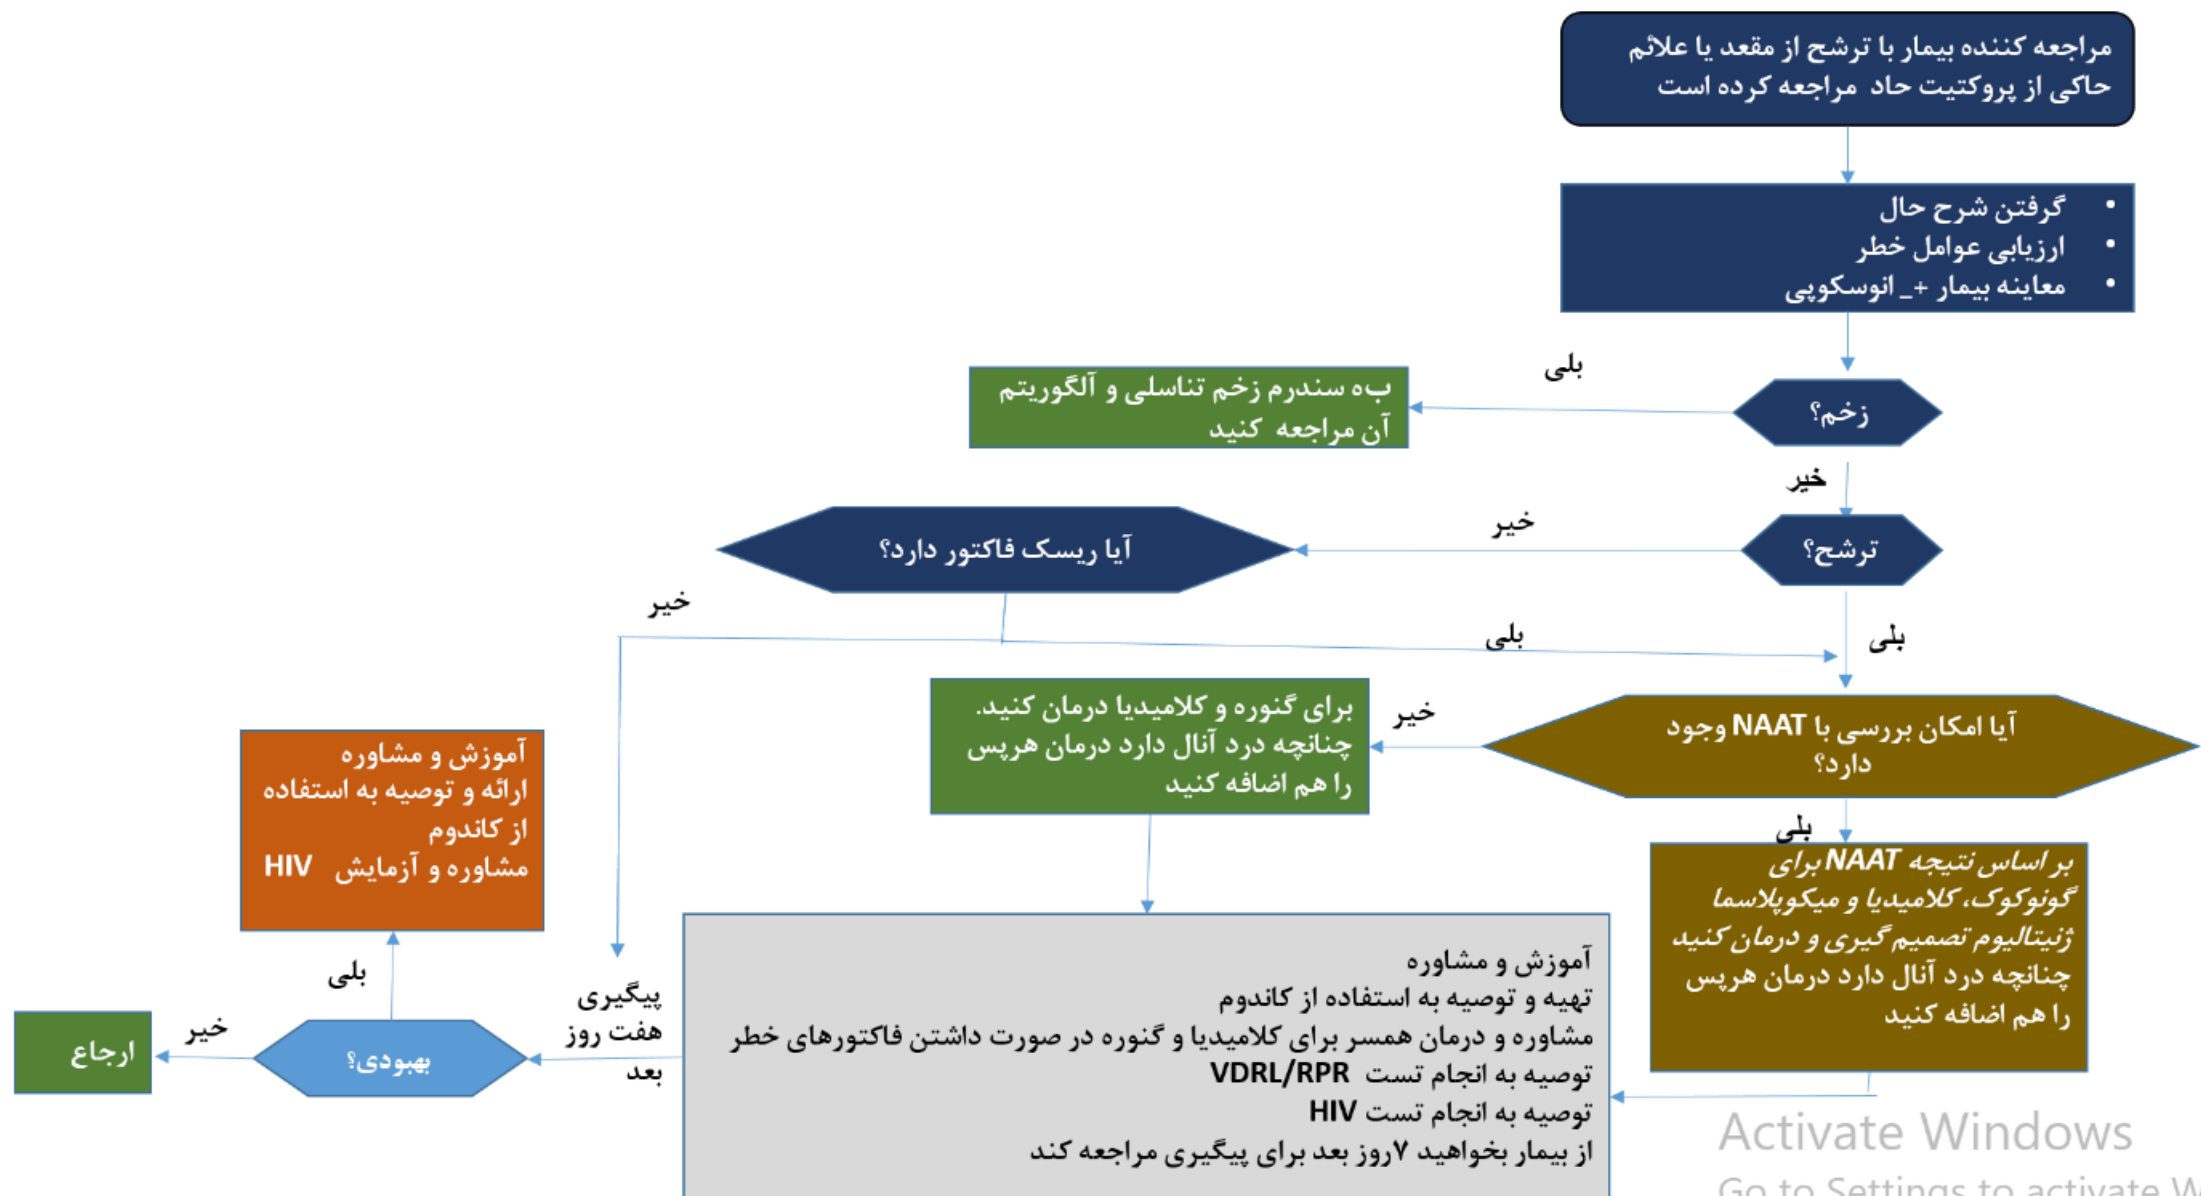 مراجعه کننده بیمار با ترشح از مقعد یا علائم
حاکی از پروکتیت حاد مراجعه کرده است
• گرفتن شرح حال
• ارزیابی عوامل خطر
• معاینه بیمار +_ انوسکوپی
زخم؟
بلی
به سندرم زخم تناسلی و آلگوریتم
آن مراجعه کنید
خیر
ترشح؟
خیر
آیا ریسک فاکتور دارد؟
خیر
بلی
بلی
آیا امکان بررسی با NAAT وجود
دارد؟
خیر
برای گنوره و کلامیدیا درمان کنید.
چنانچه درد آنال دارد درمان هرپس
را هم اضافه کنید
بلی
بر اساس نتیجه NAAT برای
گونوکوک، کلامیدیا و میکوپلاسما
ژنیتالیوم تصمیم گیری و درمان کنید
چنانچه درد آنال دارد درمان هرپس
را هم اضافه کنید
آموزش و مشاوره
تهیه و توصیه به استفاده از کاندوم
مشاوره و درمان همسر برای کلامیدیا و گنوره در صورت داشتن فاکتورهای خطر
توصیه به انجام تست VDRL/RPR
توصیه به انجام تست HIV
از بیمار بخواهید ۷روز بعد برای پیگیری مراجعه کند
پیگیری
هفت روز
بعد
بهبودی؟
بلی
آموزش و مشاوره
ارائه و توصیه به استفاده
از کاندوم
مشاوره و آزمایش HIV
خیر
ارجاع
Activate Windows
Go to Settings to activate W